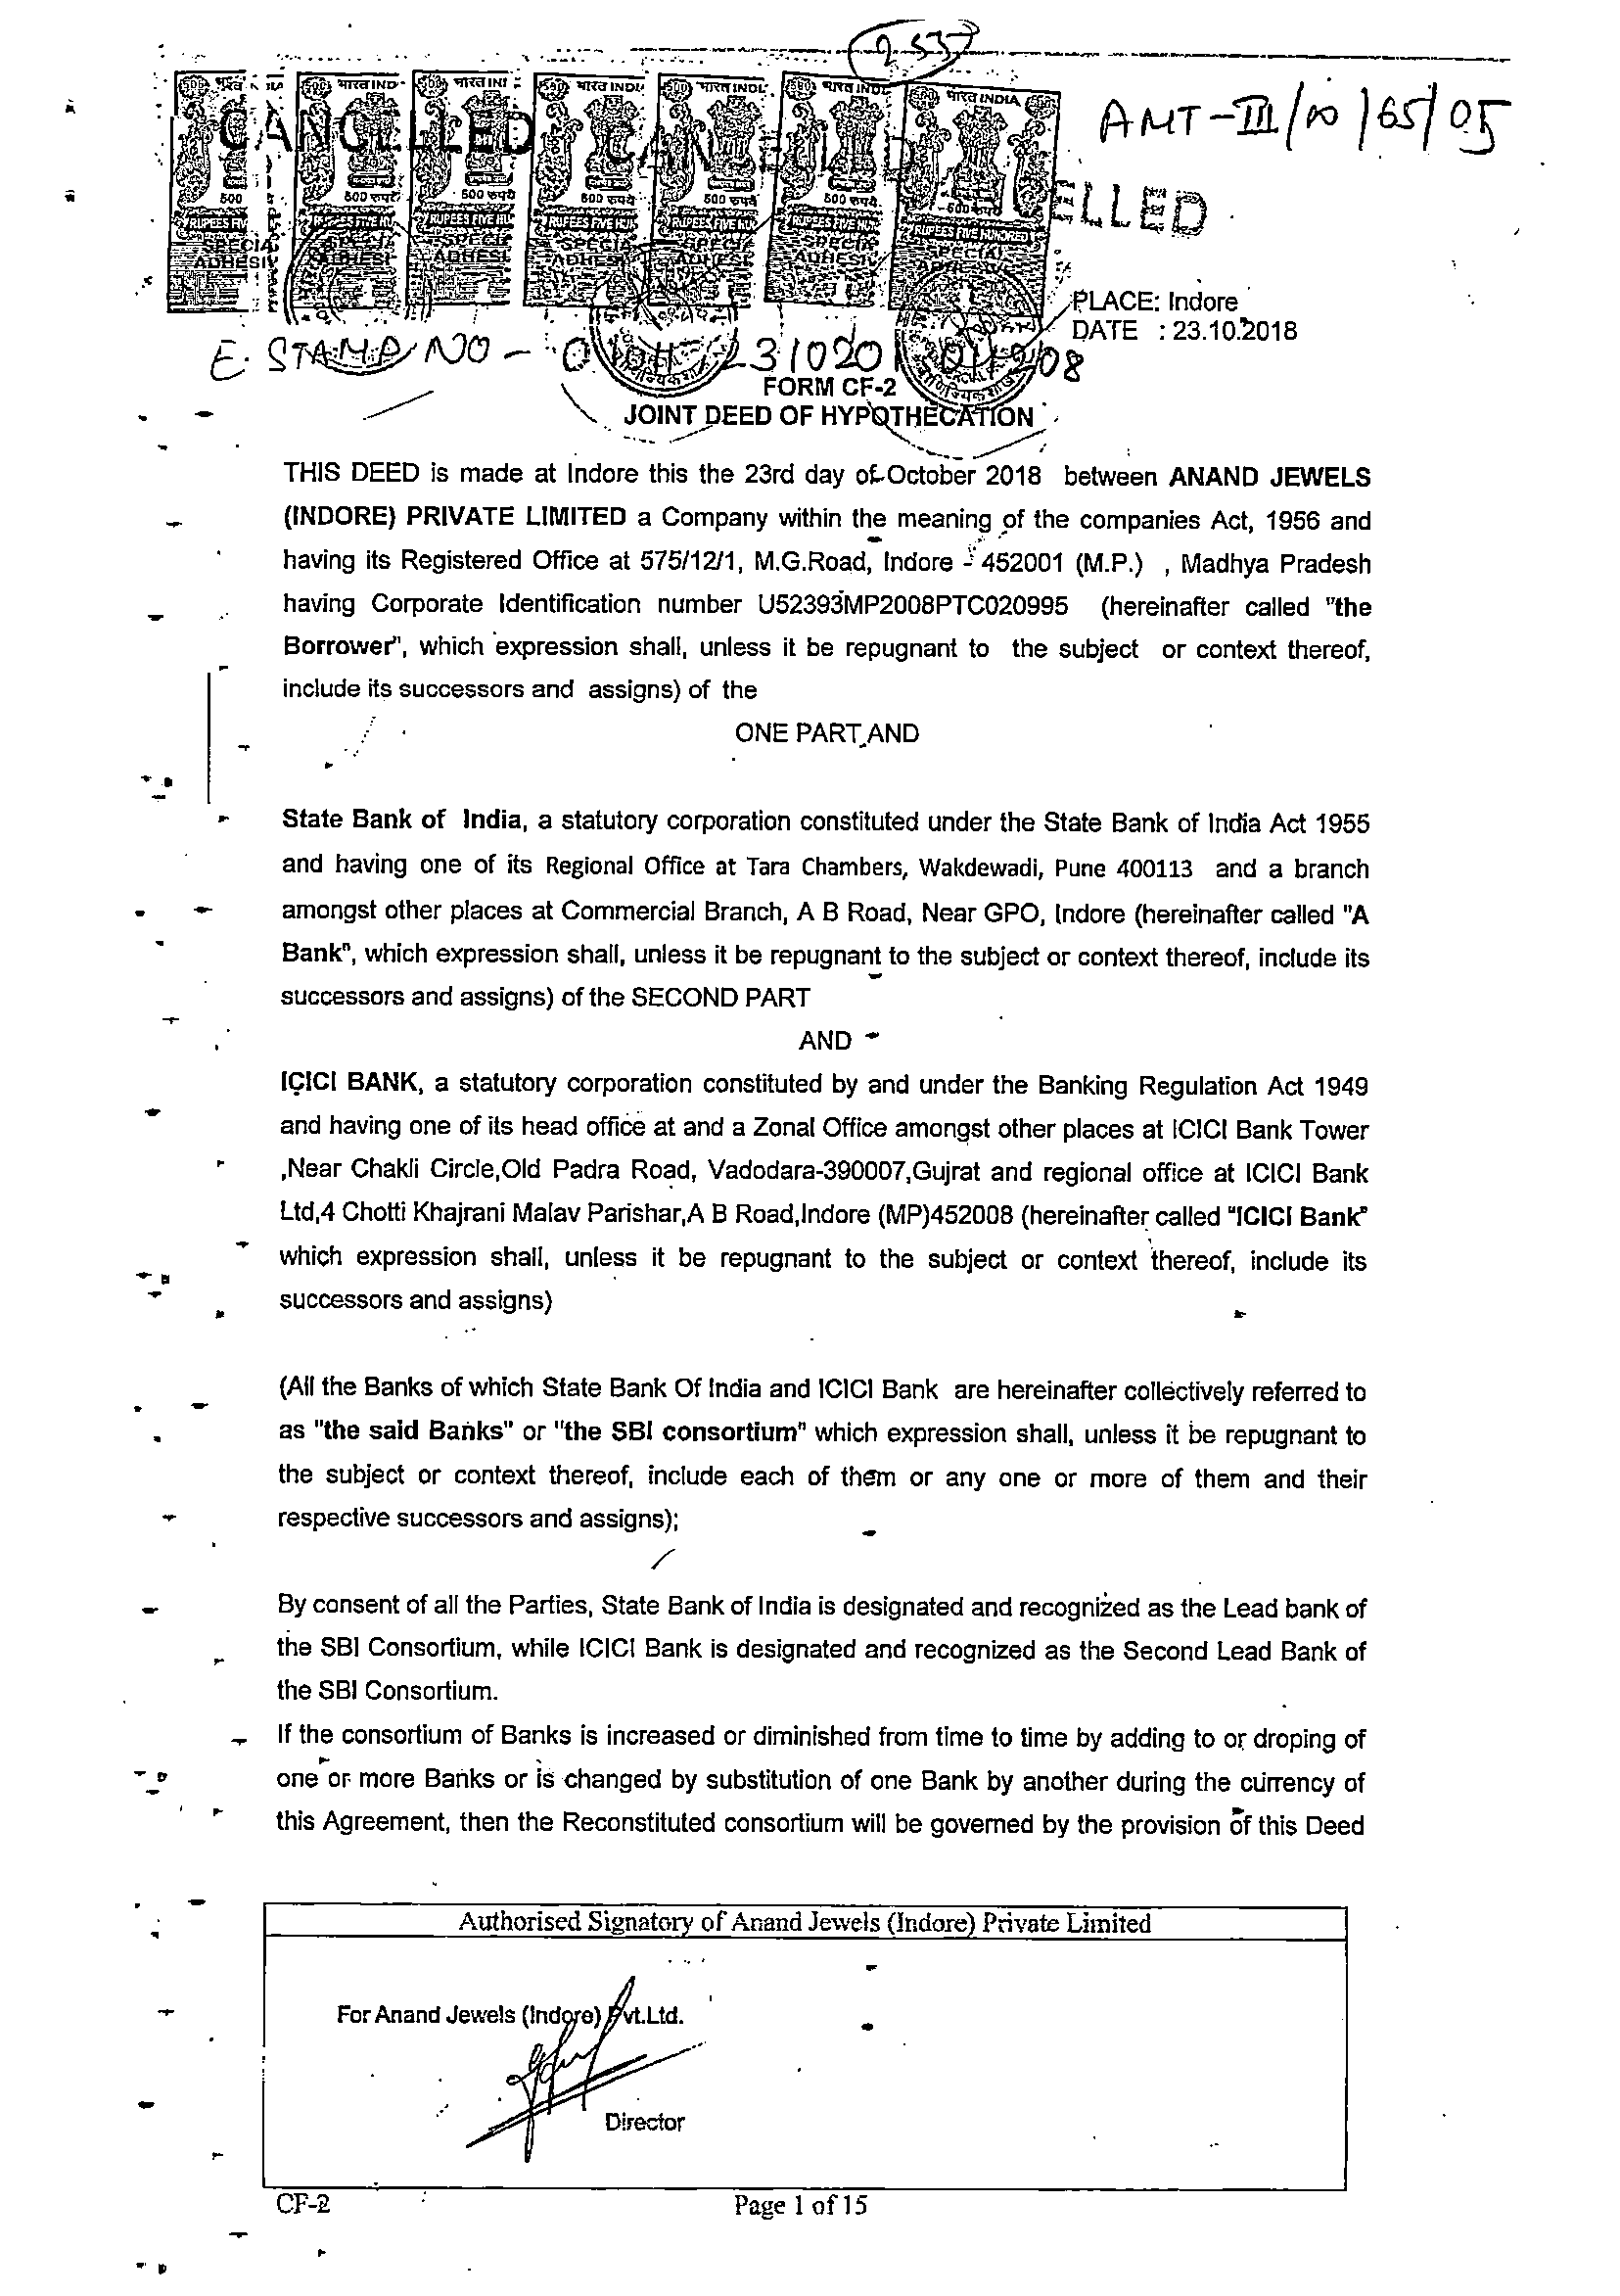 2537
AMT-III/00/65/05
भारत INDIA
500 रुपये
RUPEES FIVE HUNDRED
SPECIAL
ADHESIVE
CANCELLED
ELLED
PLACE: Indore
DATE : 23.10.2018
E. STAMP NO -
FORM CF-2
JOINT DEED OF HYPOTHECATION
THIS DEED is made at Indore this the 23rd day of October 2018 between ANAND JEWELS
(INDORE) PRIVATE LIMITED a Company within the meaning of the companies Act, 1956 and
having its Registered Office at 575/12/1, M.G.Road, Indore - 452001 (M.P.) , Madhya Pradesh
having Corporate Identification number U52393MP2008PTC020995 (hereinafter called "the
Borrower", which expression shall, unless it be repugnant to the subject or context thereof,
include its successors and assigns) of the
ONE PART AND
State Bank of India, a statutory corporation constituted under the State Bank of India Act 1955
and having one of its Regional Office at Tara Chambers, Wakdewadi, Pune 400113 and a branch
amongst other places at Commercial Branch, A B Road, Near GPO, Indore (hereinafter called "A
Bank", which expression shall, unless it be repugnant to the subject or context thereof, include its
successors and assigns) of the SECOND PART
AND
ICICI BANK, a statutory corporation constituted by and under the Banking Regulation Act 1949
and having one of its head office at and a Zonal Office amongst other places at ICICI Bank Tower
,Near Chakli Circle,Old Padra Road, Vadodara-390007,Gujrat and regional office at ICICI Bank
Ltd,4 Chotti Khajrani Malav Parishar,A B Road,Indore (MP)452008 (hereinafter called "ICICI Bank"
which expression shall, unless it be repugnant to the subject or context thereof, include its
successors and assigns)
(All the Banks of which State Bank Of India and ICICI Bank are hereinafter collectively referred to
as "the said Banks" or "the SBI consortium" which expression shall, unless it be repugnant to
the subject or context thereof, include each of them or any one or more of them and their
respective successors and assigns);
By consent of all the Parties, State Bank of India is designated and recognized as the Lead bank of
the SBI Consortium, while ICICI Bank is designated and recognized as the Second Lead Bank of
the SBI Consortium.
If the consortium of Banks is increased or diminished from time to time by adding to or droping of
one or more Banks or is changed by substitution of one Bank by another during the currency of
this Agreement, then the Reconstituted consortium will be governed by the provision of this Deed
Authorised Signatory of Anand Jewels (Indore) Private Limited
For Anand Jewels (Indore) Pvt.Ltd.
Director
CF-2
Page 1 of 15